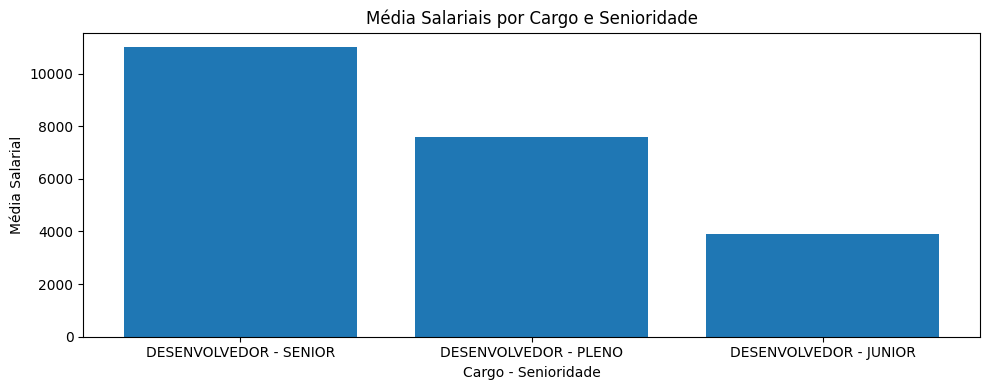 Média Salariais por Cargo e Senioridade
Média Salarial
10000
8000
6000
4000
2000
0
DESENVOLVEDOR - SENIOR
DESENVOLVEDOR - PLENO
DESENVOLVEDOR - JUNIOR
Cargo - Senioridade